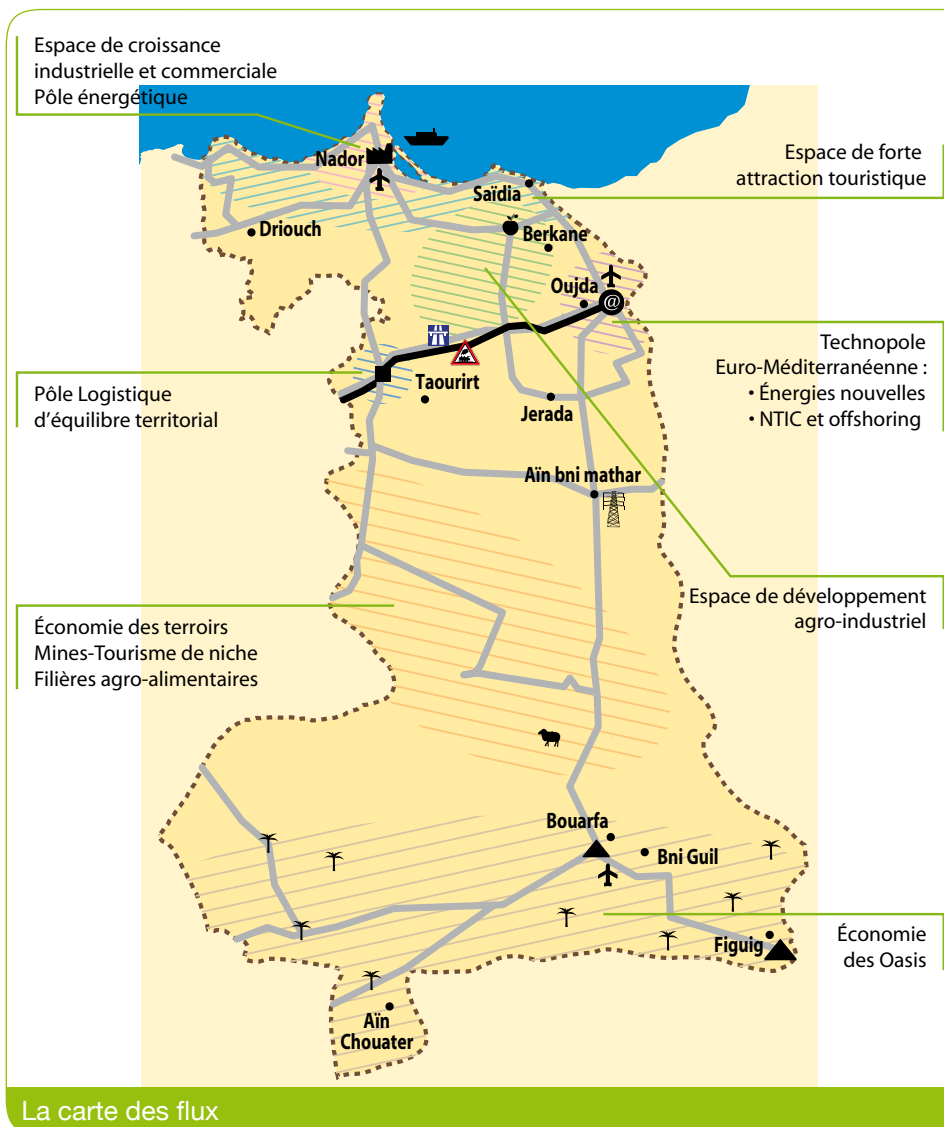 Espace de croissance
industrielle et commerciale
Pôle énergétique
Nador
Espace de forte
attraction touristique
Saïdia
Driouch
Berkane
Oujda
@
Technopole
Euro-Méditerranéenne :
• Énergies nouvelles
• NTIC et offshoring
Pôle Logistique
d'équilibre territorial
Taourirt
Jerada
Aïn bni mathar
Espace de développement
agro-industriel
Économie des terroirs
Mines-Tourisme de niche
Filières agro-alimentaires
Bouarfa
Bni Guil
Figuig
Économie
des Oasis
Aïn
Chouater
La carte des flux